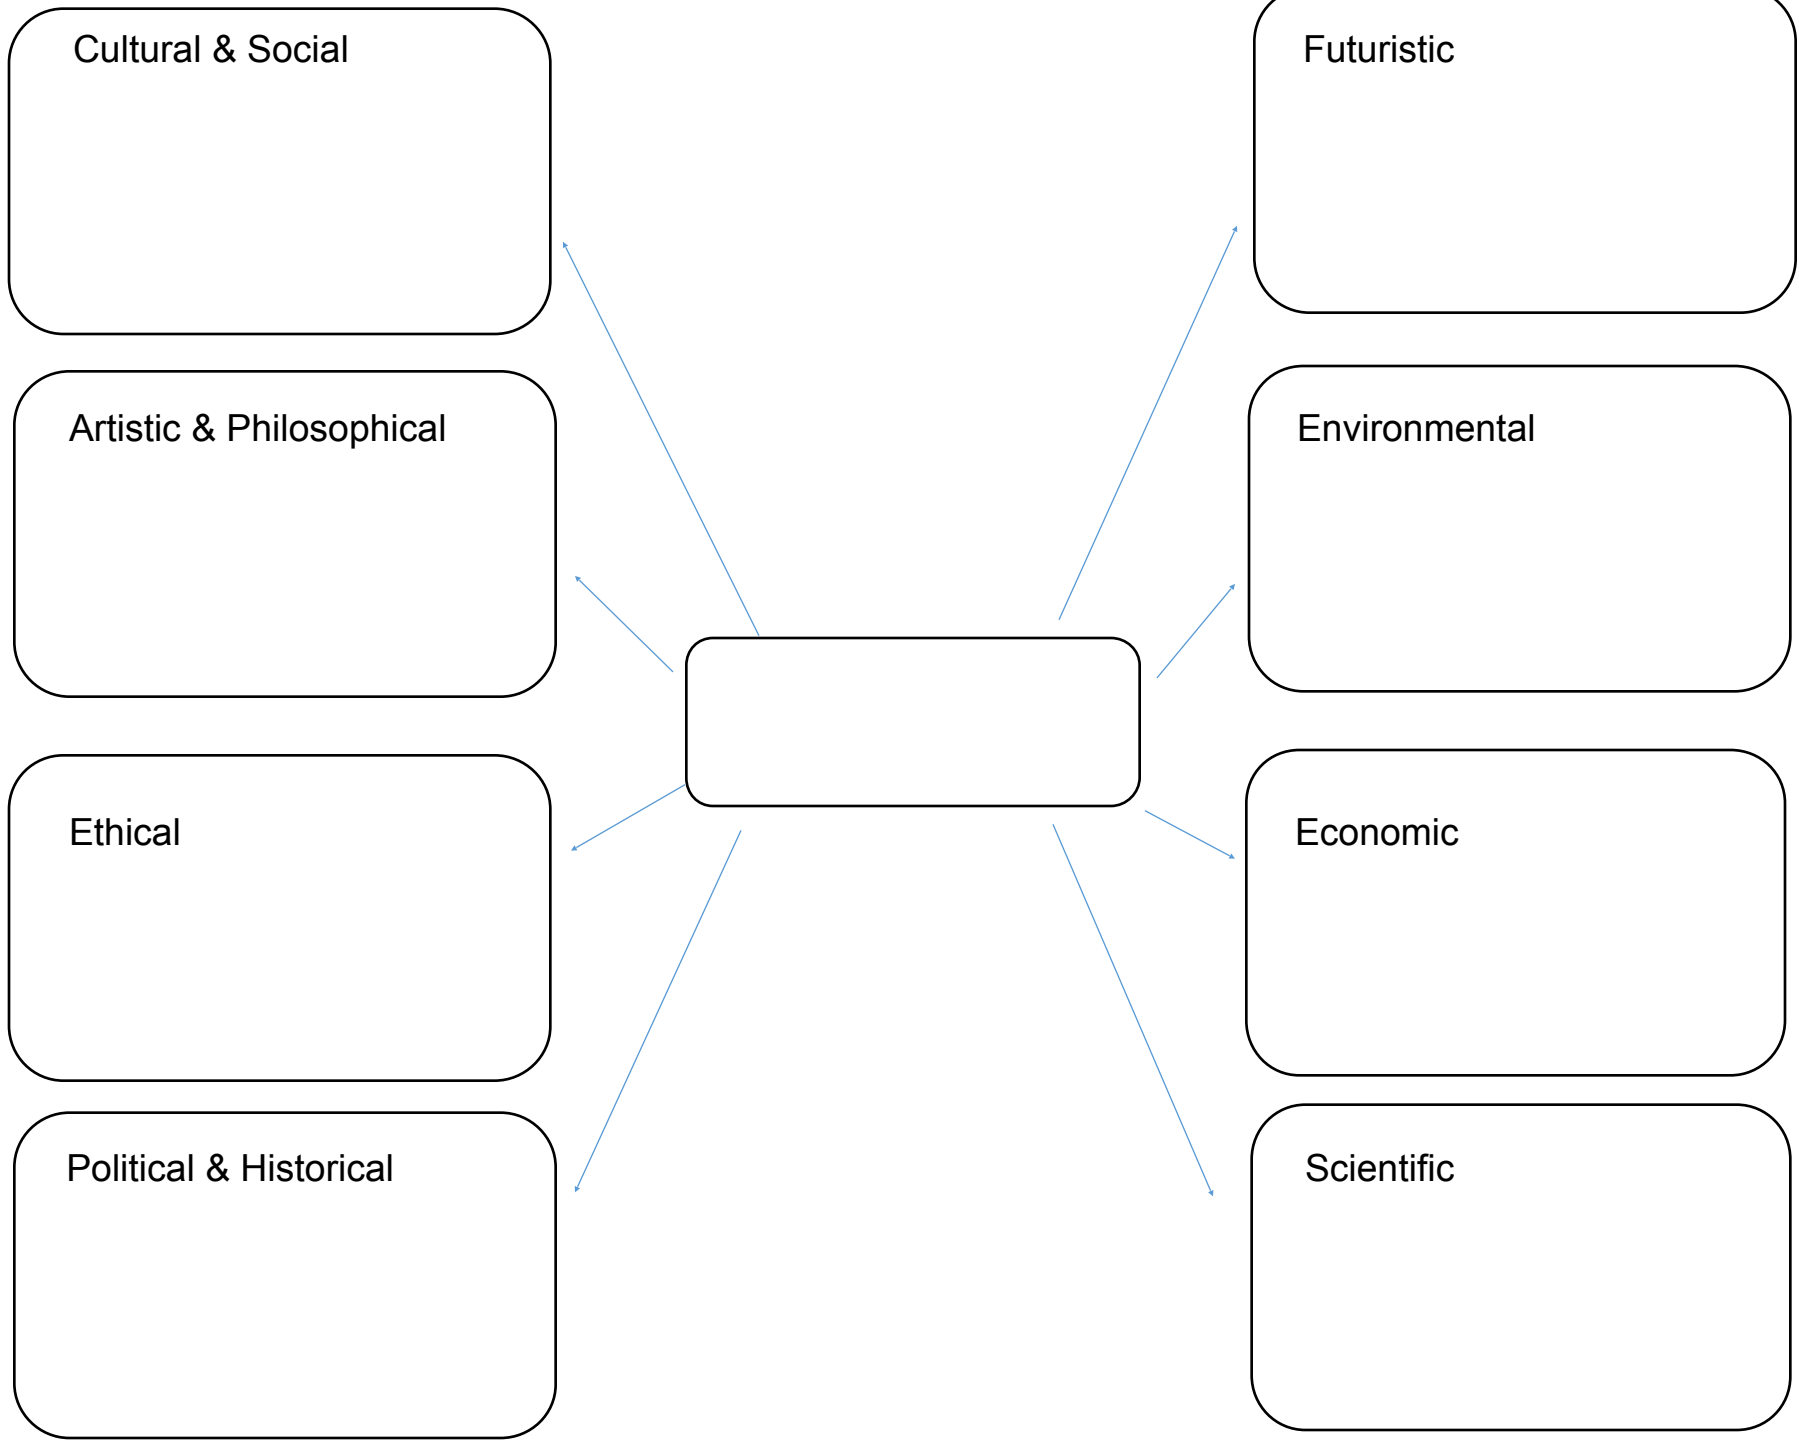 Cultural & Social
Futuristic
Artistic & Philosophical
Environmental
Ethical
Economic
Political & Historical
Scientific